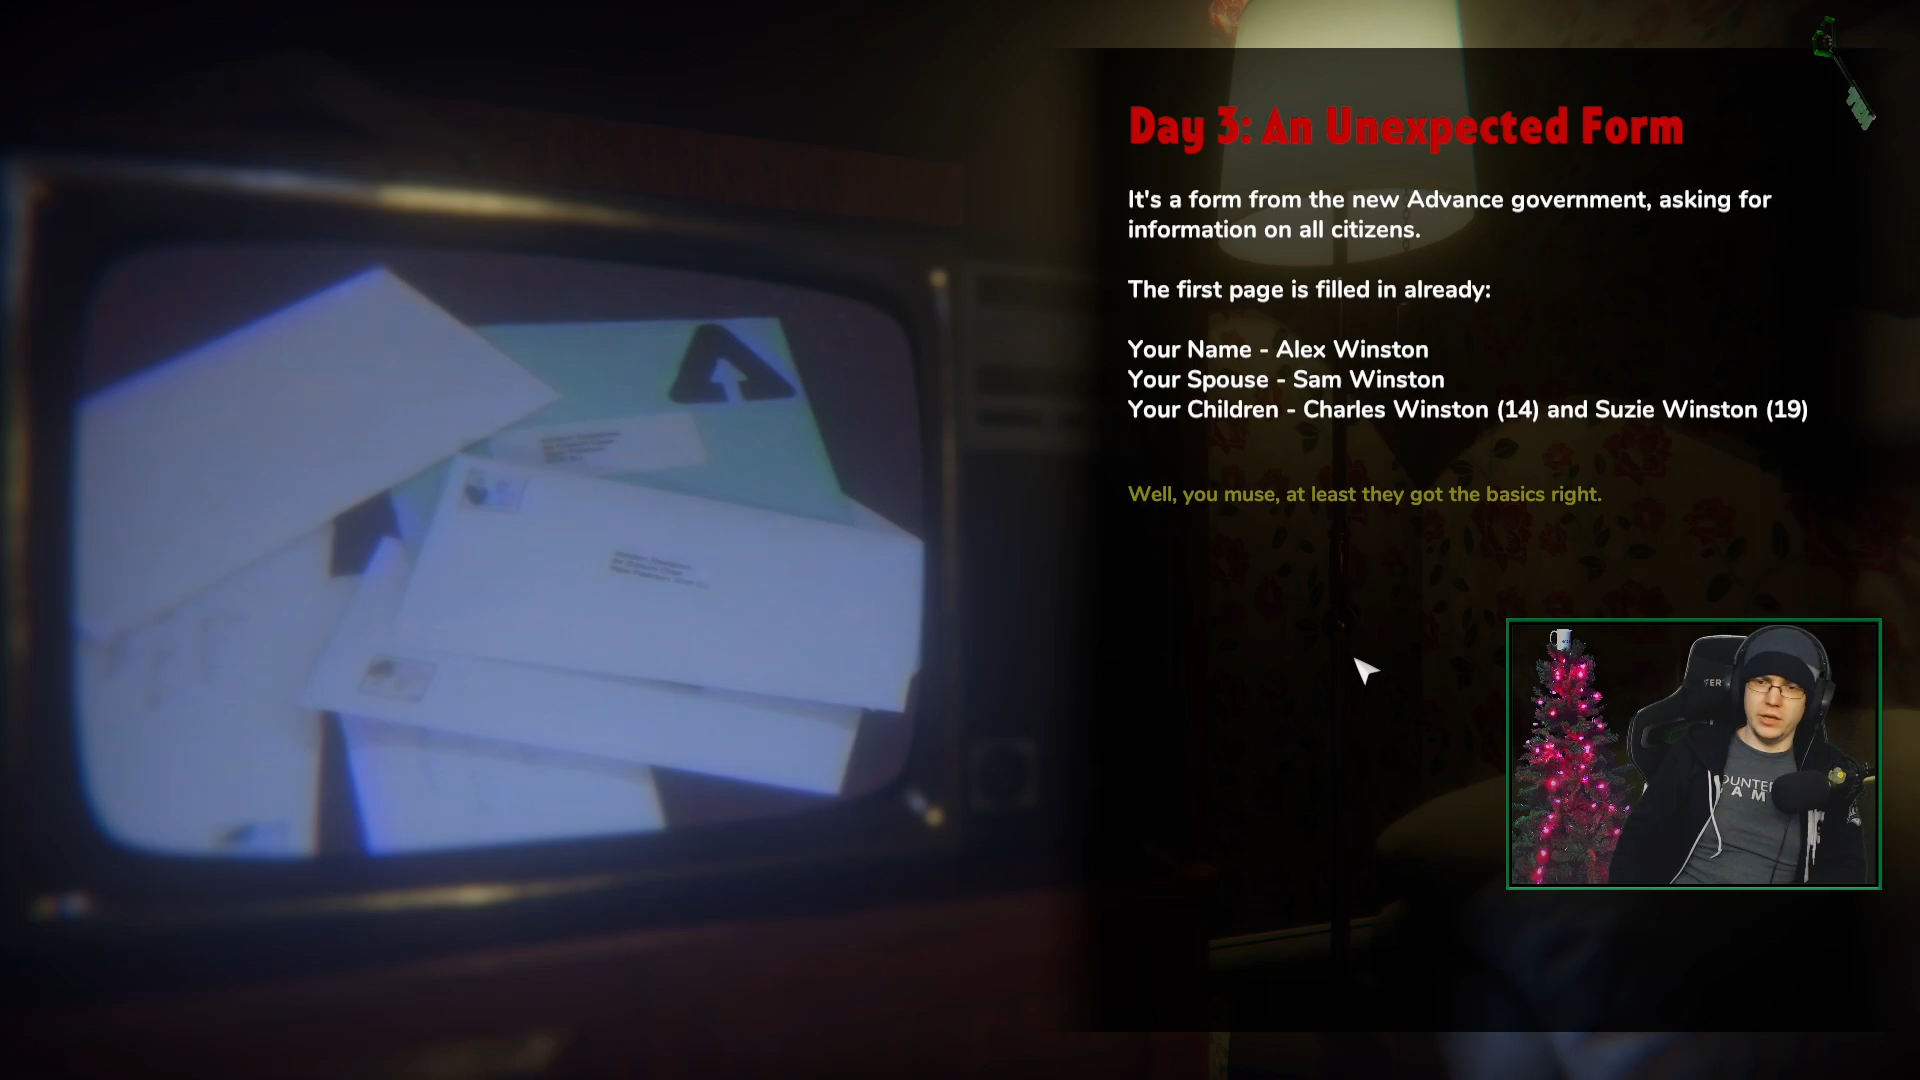 Day 3: An Unexpected Form
It's a form from the new Advance government, asking for
information on all citizens.
The first page is filled in already:
Your Name - Alex Winston
Your Spouse - Sam Winston
Your Children - Charles Winston (14) and Suzie Winston (19)
Well, you muse, at least they got the basics right.